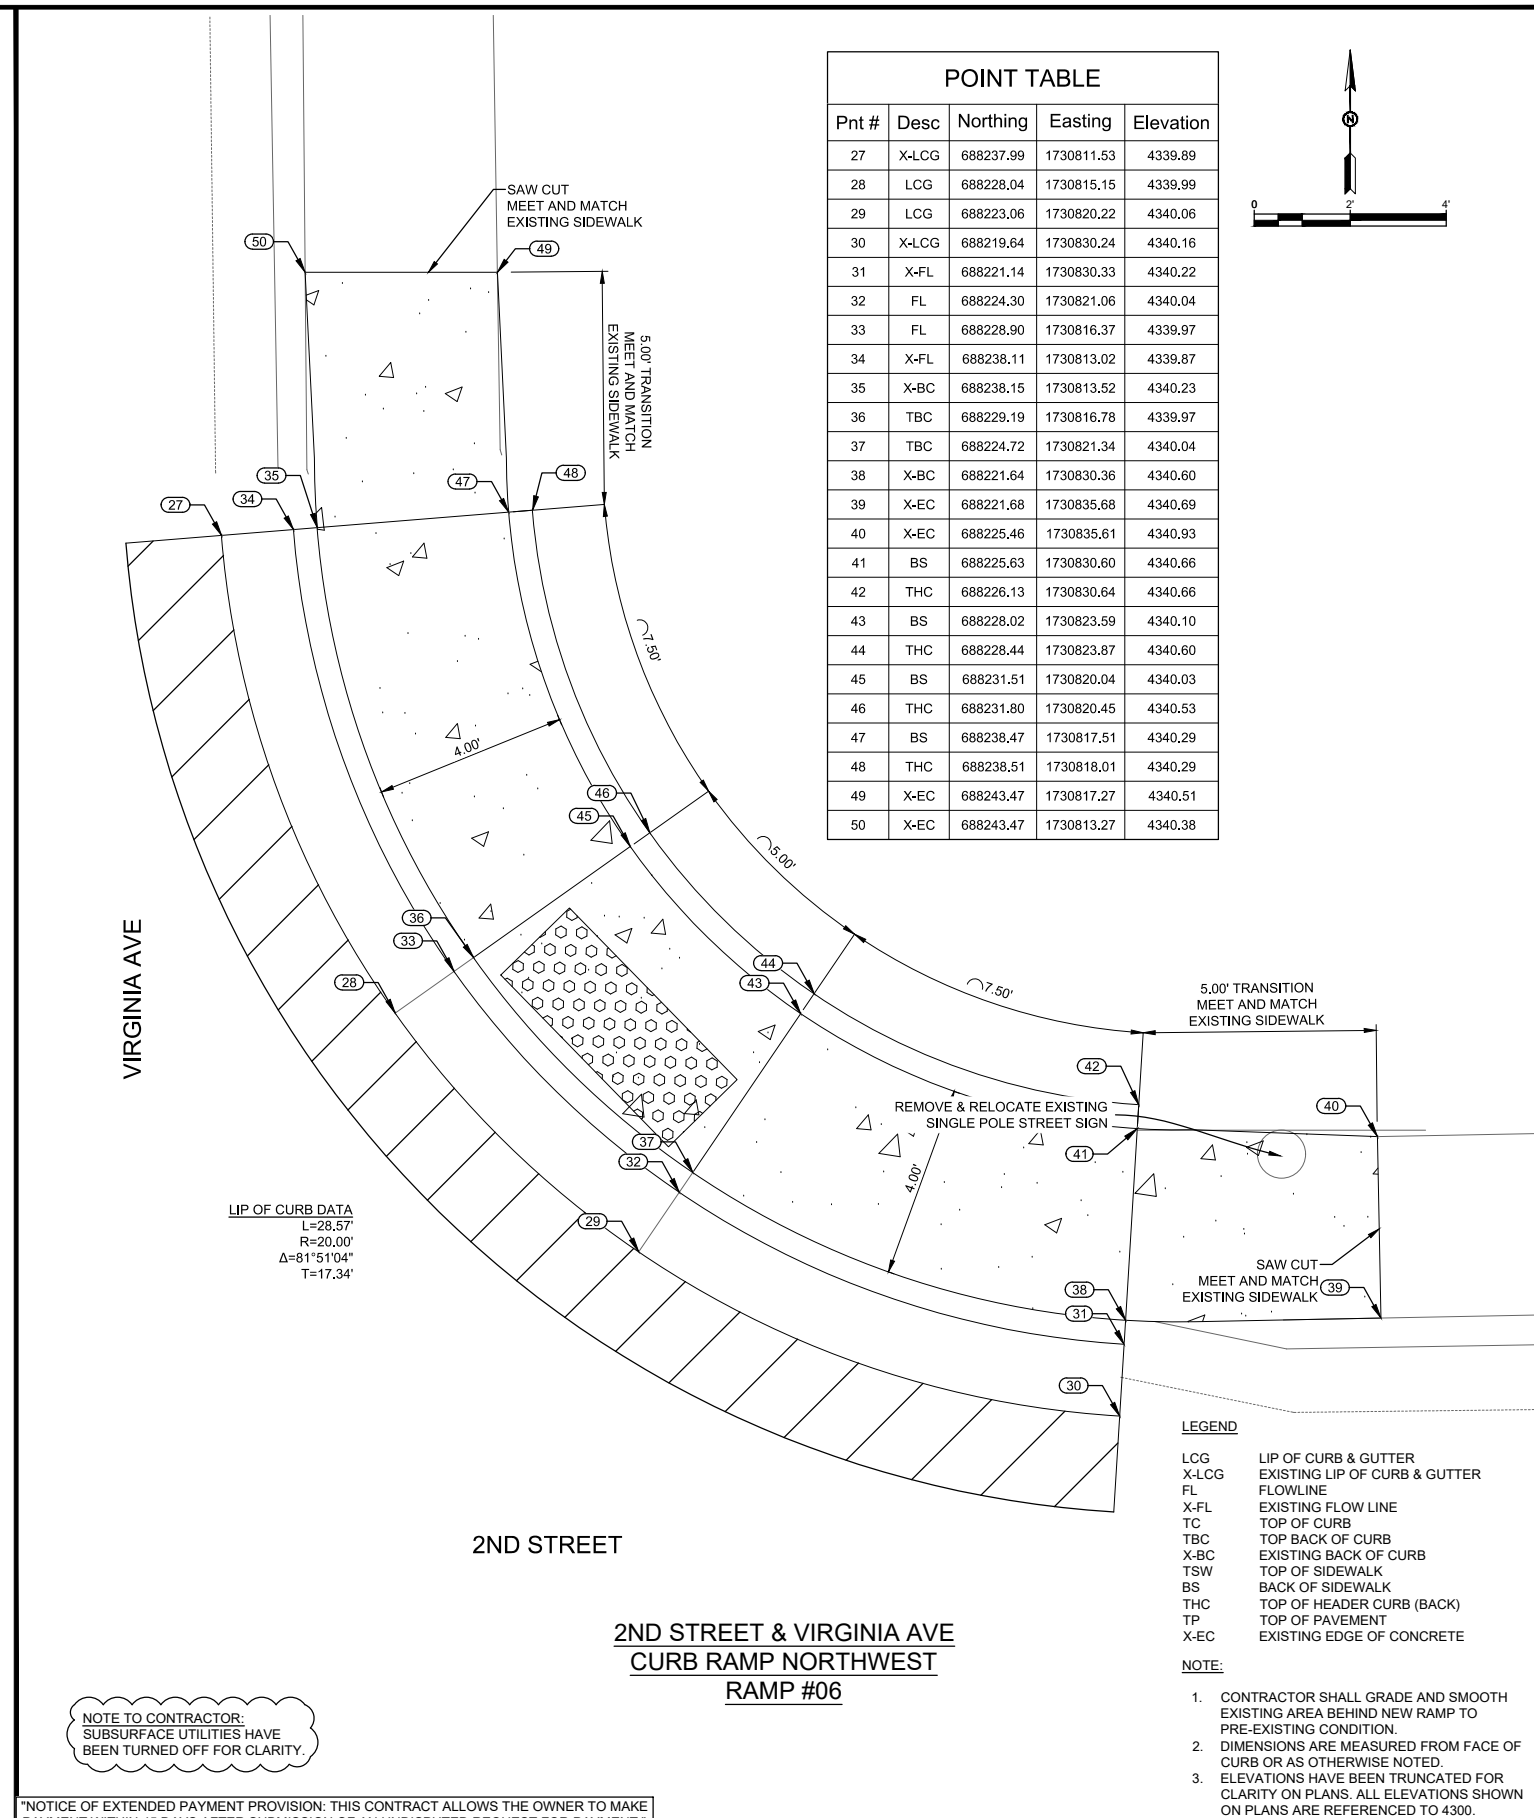 POINT TABLE
Pnt # Desc Northing Easting Elevation
27 X-LCG 688237.99 1730811.53 4339.89
28 LCG 688228.04 1730815.15 4339.99
29 LCG 688223.06 1730820.22 4340.06
30 X-LCG 688219.64 1730830.24 4340.16
31 X-FL 688221.14 1730830.33 4340.22
32 FL 688224.30 1730821.06 4340.04
33 FL 688228.90 1730816.37 4339.97
34 X-FL 688238.11 1730813.02 4339.87
35 X-BC 688238.15 1730813.52 4340.23
36 TBC 688229.19 1730816.78 4339.97
37 TBC 688224.72 1730821.34 4340.04
38 X-BC 688221.64 1730830.36 4340.60
39 X-EC 688221.68 1730835.68 4340.69
40 X-EC 688225.46 1730835.61 4340.93
41 BS 688225.63 1730830.60 4340.66
42 THC 688226.13 1730830.64 4340.66
43 BS 688228.02 1730823.59 4340.10
44 THC 688228.44 1730823.87 4340.60
45 BS 688231.51 1730820.04 4340.03
46 THC 688231.80 1730820.45 4340.53
47 BS 688238.47 1730817.51 4340.29
48 THC 688238.51 1730818.01 4340.29
49 X-EC 688243.47 1730817.27 4340.51
50 X-EC 688243.47 1730813.27 4340.38
N
0 2' 4'
SAW CUT
MEET AND MATCH
EXISTING SIDEWALK
50
49
5.00' TRANSITION
MEET AND MATCH
EXISTING SIDEWALK
35
47
48
27
34
7.50'
4.00'
46
45
5.00'
36
33
28
44
43
7.50'
VIRGINIA AVE
5.00' TRANSITION
MEET AND MATCH
EXISTING SIDEWALK
42
REMOVE & RELOCATE EXISTING
SINGLE POLE STREET SIGN
40
41
37
32
4.00'
29
LIP OF CURB DATA
L=28.57'
R=20.00'
Δ=81°51'04"
T=17.34'
SAW CUT
MEET AND MATCH
EXISTING SIDEWALK
39
38
31
30
LEGEND
LCG LIP OF CURB & GUTTER
X-LCG EXISTING LIP OF CURB & GUTTER
FL FLOWLINE
X-FL EXISTING FLOW LINE
TC TOP OF CURB
TBC TOP BACK OF CURB
X-BC EXISTING BACK OF CURB
TSW TOP OF SIDEWALK
BS BACK OF SIDEWALK
THC TOP OF HEADER CURB (BACK)
TP TOP OF PAVEMENT
X-EC EXISTING EDGE OF CONCRETE
2ND STREET
2ND STREET & VIRGINIA AVE
CURB RAMP NORTHWEST
RAMP #06
NOTE:
1. CONTRACTOR SHALL GRADE AND SMOOTH
EXISTING AREA BEHIND NEW RAMP TO
PRE-EXISTING CONDITION.
2. DIMENSIONS ARE MEASURED FROM FACE OF
CURB OR AS OTHERWISE NOTED.
3. ELEVATIONS HAVE BEEN TRUNCATED FOR
CLARITY ON PLANS. ALL ELEVATIONS SHOWN
ON PLANS ARE REFERENCED TO 4300.
NOTE TO CONTRACTOR:
SUBSURFACE UTILITIES HAVE
BEEN TURNED OFF FOR CLARITY.
"NOTICE OF EXTENDED PAYMENT PROVISION: THIS CONTRACT ALLOWS THE OWNER TO MAKE